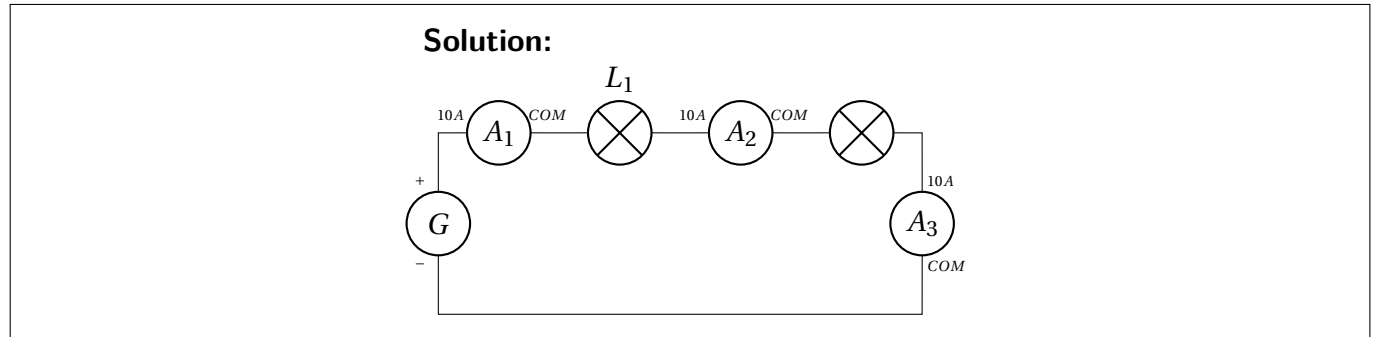 Solution:
L1
10A A1 COM 10A A2 COM
+ 10A
G A3
− COM